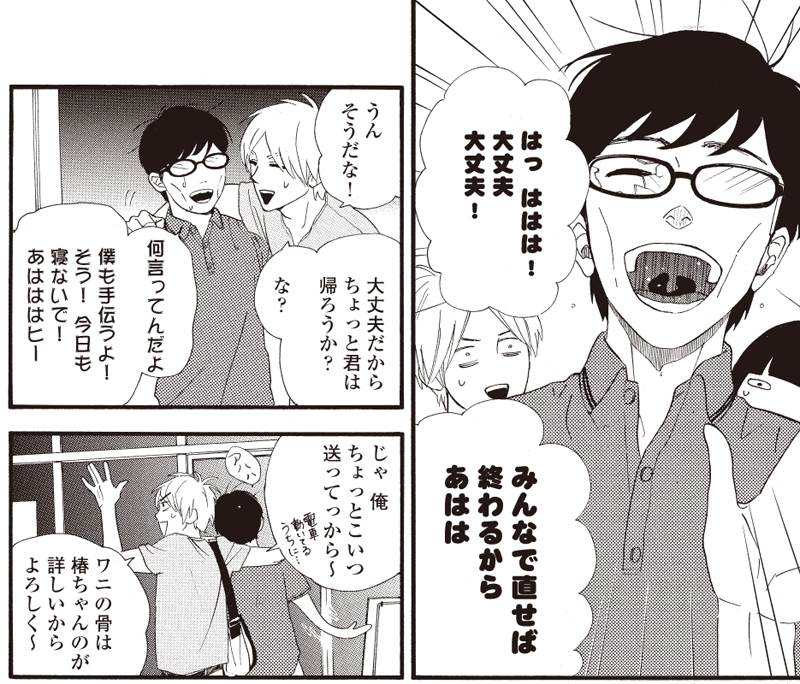 はっ ははは!
大丈夫
大丈夫!
みんなで直せば
終わるから
あはは
うん
そうだな!
大丈夫だから
ちょっと君は
帰ろうか?
な?
何言ってんだよ
僕も手伝うよ!
そう! 今日も
寝ないで!
あはははヒー
じゃ 俺
ちょっとこいつ
送ってっから〜
電車
動いてる
うちに…
アハハ
ワニの骨は
椿ちゃんのが
詳しいから
よろしく〜